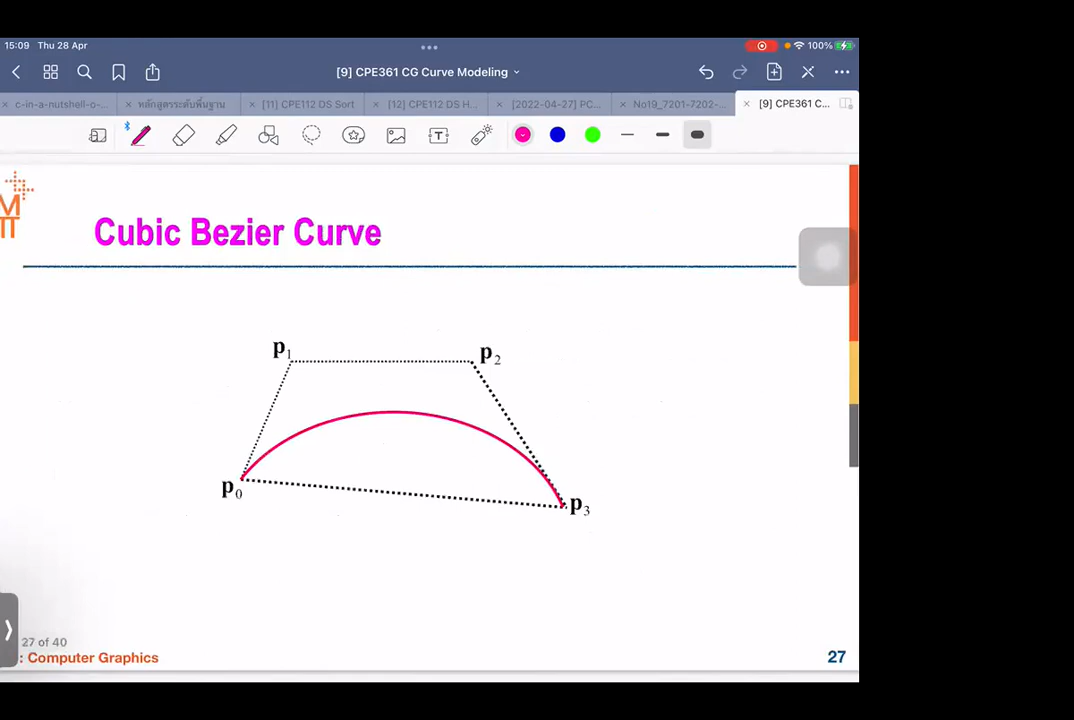 15:09 Thu 28 Apr
100%
[9] CPE361 CG Curve Modeling
c-in-a-nutshell-o-...
หลักสูตรระดับพื้นฐาน
[11] CPE112 DS Sort
[12] CPE112 DS H...
[2022-04-27] PC...
No19_7201-7202-...
[9] CPE361 C...
T
M
Cubic Bezier Curve
p1
p2
p0
p3
27 of 40
: Computer Graphics
27